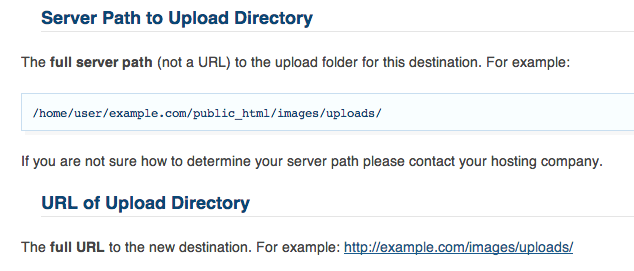 Server Path to Upload Directory
The full server path (not a URL) to the upload folder for this destination. For example:
/home/user/example.com/public_html/images/uploads/
If you are not sure how to determine your server path please contact your hosting company.
URL of Upload Directory
The full URL to the new destination. For example: http://example.com/images/uploads/